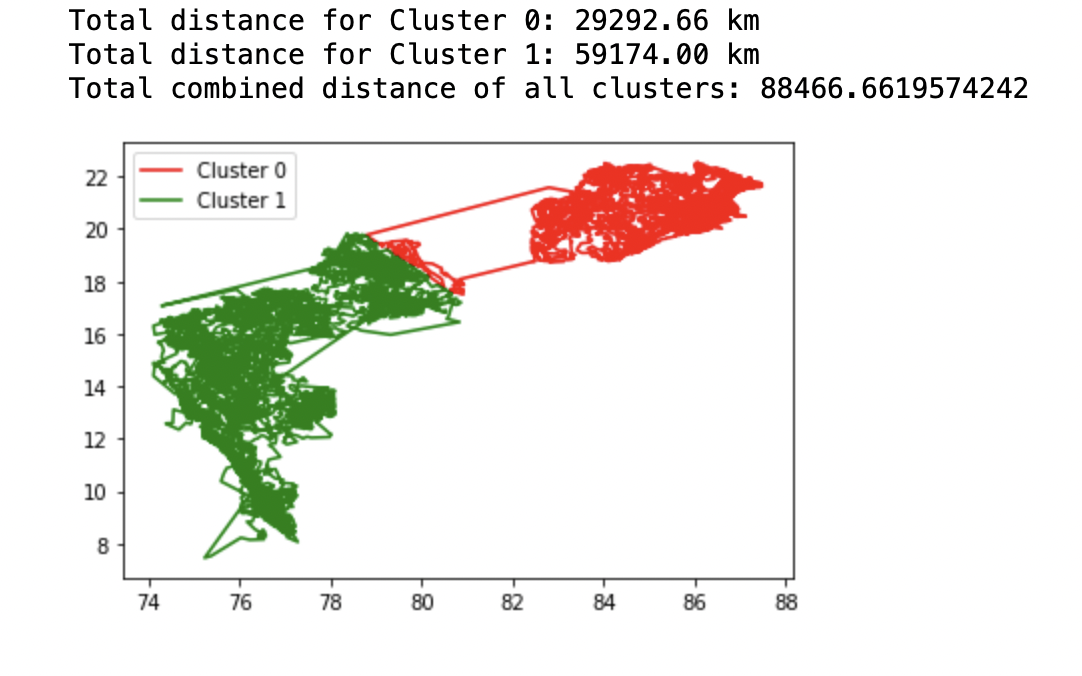 Total distance for Cluster 0: 29292.66 km
Total distance for Cluster 1: 59174.00 km
Total combined distance of all clusters: 88466.6619574242
Cluster 0
Cluster 1
22
20
18
16
14
12
10
8
74 76 78 80 82 84 86 88